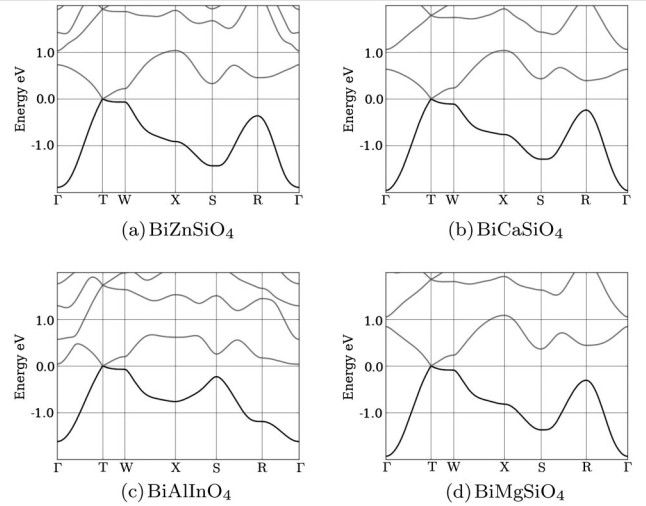 Energy eV
1.0
0.0
-1.0
Γ T W X S R Γ
(a) BiZnSiO₄
Energy eV
1.0
0.0
-1.0
Γ T W X S R Γ
(b) BiCaSiO₄
Energy eV
1.0
0.0
-1.0
Γ T W X S R Γ
(c) BiAlInO₄
Energy eV
1.0
0.0
-1.0
Γ T W X S R Γ
(d) BiMgSiO₄